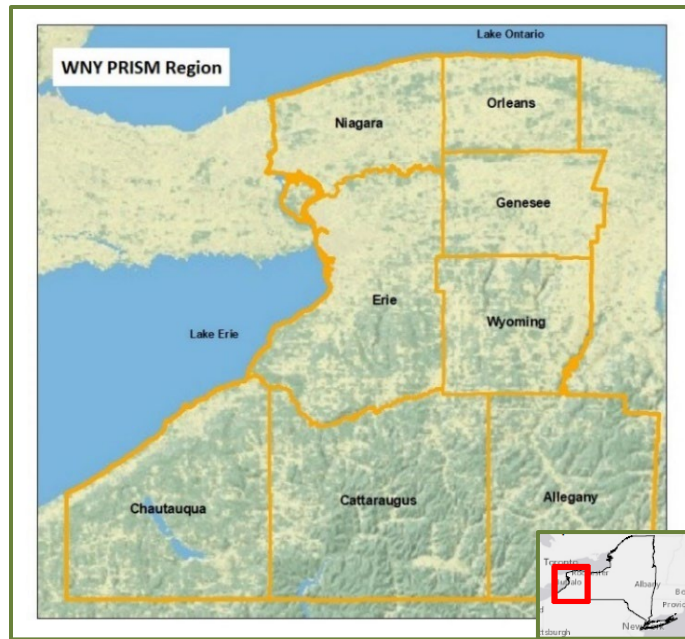 Lake Ontario
WNY PRISM Region
Orleans
Niagara
Genesee
Erie
Wyoming
Lake Erie
Chautauqua
Cattaraugus
Allegany
Toronto
Albany